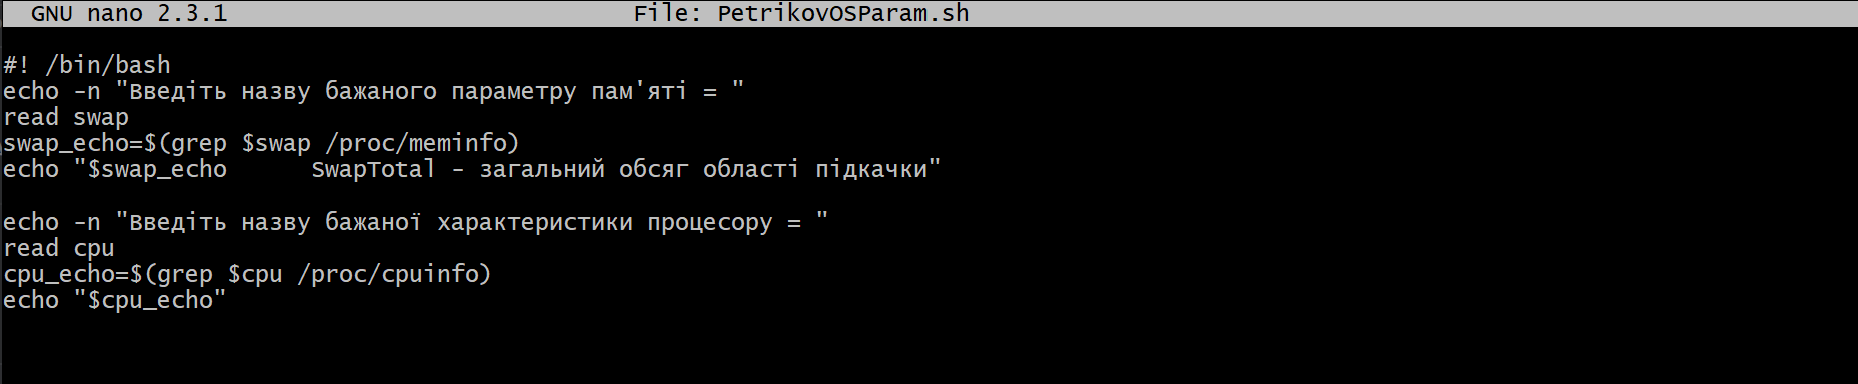 GNU nano 2.3.1 File: PetrikovOSParam.sh
#! /bin/bash
echo -n "Введіть назву бажаного параметру пам'яті = "
read swap
swap_echo=$(grep $swap /proc/meminfo)
echo "$swap_echo      SwapTotal - загальний обсяг області підкачки"
echo -n "Введіть назву бажаної характеристики процесору = "
read cpu
cpu_echo=$(grep $cpu /proc/cpuinfo)
echo "$cpu_echo"